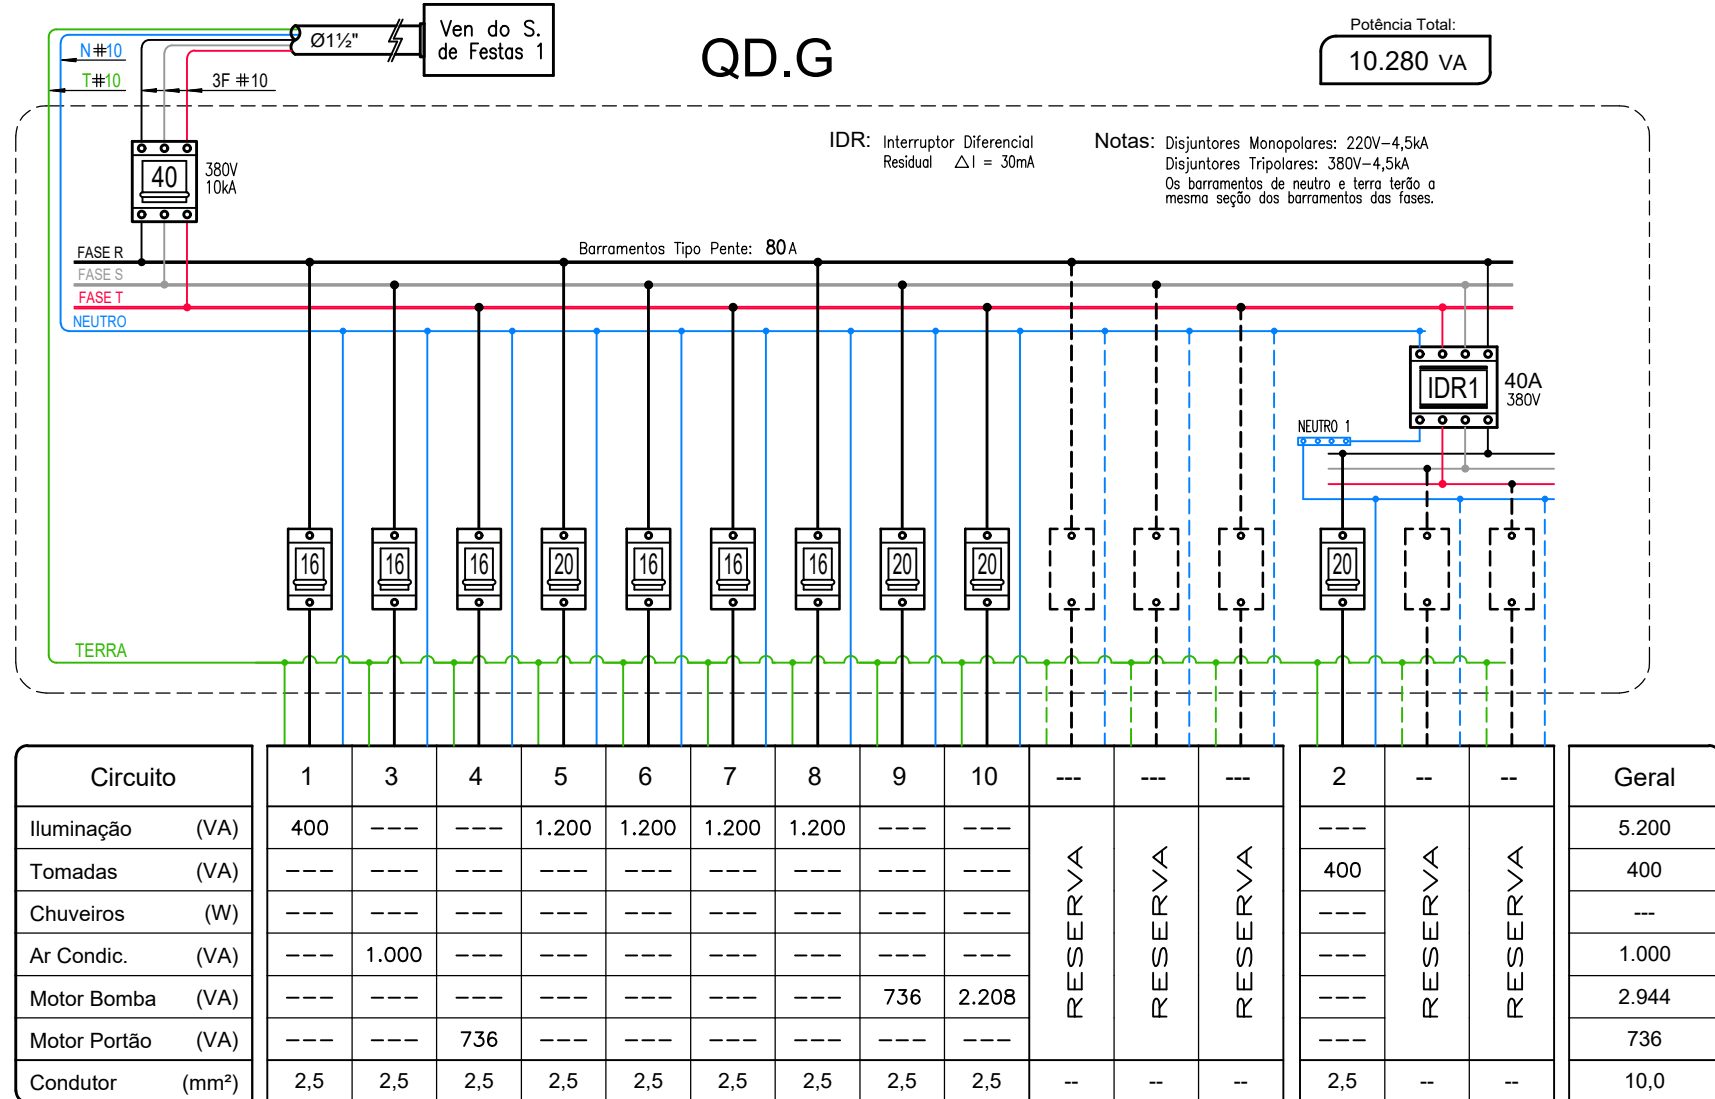 Ven do S.
de Festas 1
Ø1½"
QD.G
Potência Total:
10.280 VA
N#10
T#10
3F #10
40
380V
10kA
IDR: Interruptor Diferencial
Residual △I = 30mA
Notas: Disjuntores Monopolares: 220V-4,5kA
Disjuntores Tripolares: 380V-4,5kA
Os barramentos de neutro e terra terão a
mesma seção dos barramentos das fases.
FASE R
Barramentos Tipo Pente: 80A
FASE S
FASE T
NEUTRO
IDR1
40A
380V
NEUTRO 1
16 16 16 20 16 16 16 20 20 20
TERRA
Circuito 1 3 4 5 6 7 8 9 10 --- --- --- 2 -- -- Geral
Iluminação (VA) 400 --- --- 1.200 1.200 1.200 1.200 --- --- --- 5.200
Tomadas (VA) --- --- --- --- --- --- --- --- --- 400 400
Chuveiros (W) --- --- --- --- --- --- --- --- --- --- ---
Ar Condic. (VA) --- 1.000 --- --- --- --- --- --- --- --- 1.000
Motor Bomba (VA) --- --- --- --- --- --- --- 736 2.208 --- 2.944
Motor Portão (VA) --- --- 736 --- --- --- --- --- --- --- 736
Condutor (mm²) 2,5 2,5 2,5 2,5 2,5 2,5 2,5 2,5 2,5 -- -- -- 2,5 -- -- 10,0
RESERVA
RESERVA
RESERVA
RESERVA
RESERVA